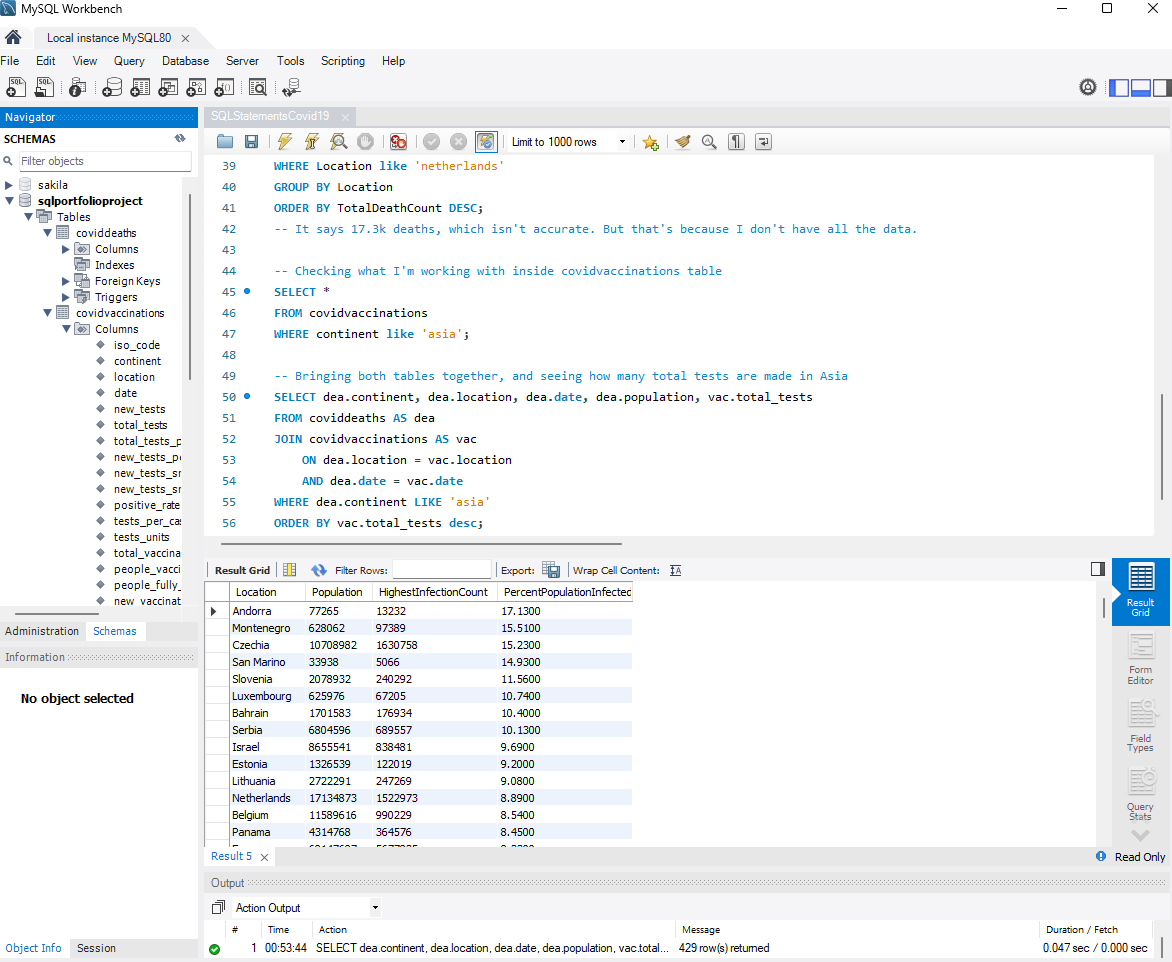 MySQL Workbench
Local instance MySQL80
File Edit View Query Database Server Tools Scripting Help
Navigator
SCHEMAS
Filter objects
sakila
sqlportfolioproject
Tables
coviddeaths
Columns
Indexes
Foreign Keys
Triggers
covidvaccinations
Columns
iso_code
continent
location
date
new_tests
total_tests
total_tests_p
new_tests_pe
new_tests_sm
new_tests_sm
positive_rate
tests_per_cas
tests_units
total_vaccina
people_vacci
people_fully_
new_vaccinat
Administration Schemas
Information
No object selected
Object Info Session
SQLStatementsCovid19
Limit to 1000 rows
39 WHERE Location like 'netherlands'
40 GROUP BY Location
41 ORDER BY TotalDeathCount DESC;
42 -- It says 17.3k deaths, which isn't accurate. But that's because I don't have all the data.
43
44 -- Checking what I'm working with inside covidvaccinations table
45 SELECT *
46 FROM covidvaccinations
47 WHERE continent like 'asia';
48
49 -- Bringing both tables together, and seeing how many total tests are made in Asia
50 SELECT dea.continent, dea.location, dea.date, dea.population, vac.total_tests
51 FROM coviddeaths AS dea
52 JOIN covidvaccinations AS vac
53 ON dea.location = vac.location
54 AND dea.date = vac.date
55 WHERE dea.continent LIKE 'asia'
56 ORDER BY vac.total_tests desc;
Result Grid Filter Rows: Export: Wrap Cell Content:
Location Population HighestInfectionCount PercentPopulationInfected
Andorra 77265 13232 17.1300
Montenegro 628062 97389 15.5100
Czechia 10708982 1630758 15.2300
San Marino 33938 5066 14.9300
Slovenia 2078932 240292 11.5600
Luxembourg 625976 67205 10.7400
Bahrain 1701583 176934 10.4000
Serbia 6804596 689557 10.1300
Israel 8655541 838481 9.6900
Estonia 1326539 122019 9.2000
Lithuania 2722291 247269 9.0800
Netherlands 17134873 1522973 8.8900
Belgium 11589616 990229 8.5400
Panama 4314768 364576 8.4500
Result
Grid
Form
Editor
Field
Types
Query
Stats
Result 5
Read Only
Output
Action Output
# Time Action Message Duration / Fetch
1 00:53:44 SELECT dea.continent, dea.location, dea.date, dea.population, vac.total... 429 row(s) returned 0.047 sec / 0.000 sec